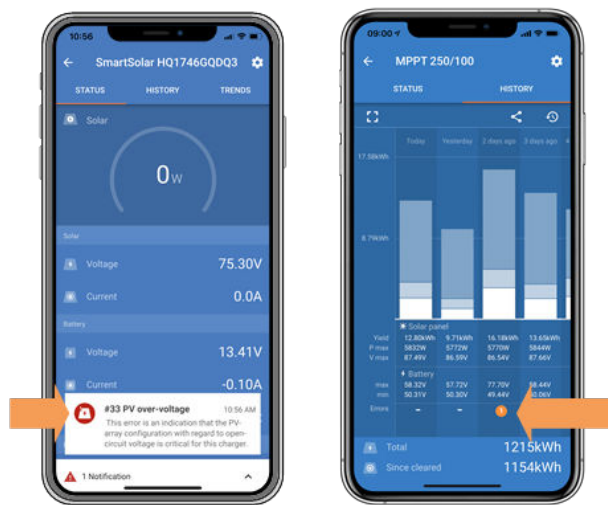 10:56
SmartSolar HQ1746GQDQ3
STATUS HISTORY TRENDS
Solar
0w
Solar
Voltage 75.30V
Current 0.0A
Battery
Voltage 13.41V
Current -0.10A
#33 PV over-voltage 10:56 AM
This error is an indication that the PV-
array configuration with regard to open-
circuit voltage is critical for this charger.
1 Notification
09:00
MPPT 250/100
STATUS HISTORY
Today Yesterday 2 days ago 3 days ago 4
17.58kWh
8.79kWh
Solar panel
Yield 12.80kWh 9.71kWh 16.18kWh 13.65kWh
P max 5832W 5772W 5770W 5844W
V max 87.49V 86.59V 86.54V 87.66V
Battery
max 58.32V 57.72V 77.70V 58.44V
min 50.31V 50.30V 49.44V 50.06V
Errors – – 1
Total 1215kWh
Since cleared 1154kWh